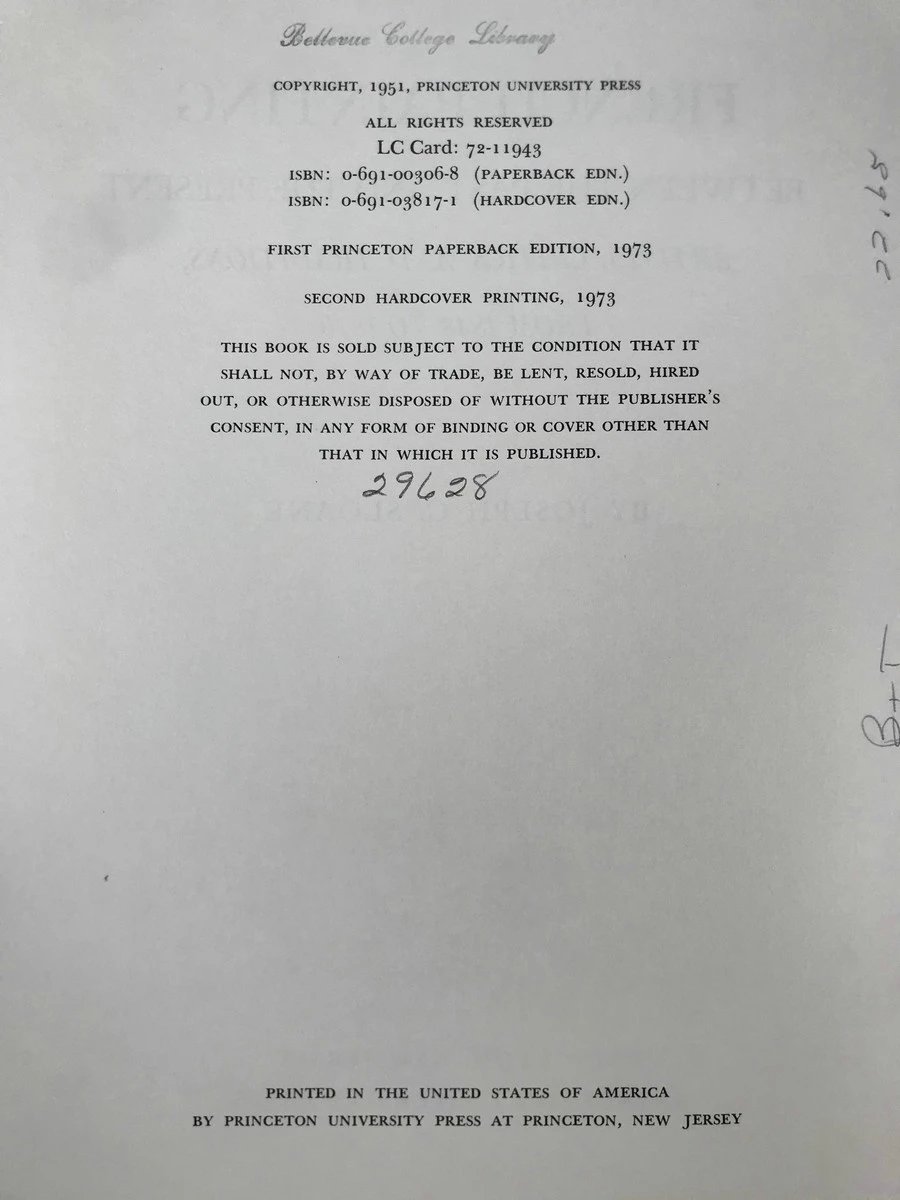 Bellevue College Library
COPYRIGHT, 1951, PRINCETON UNIVERSITY PRESS
ALL RIGHTS RESERVED
LC Card: 72-11943
ISBN: 0-691-00306-8 (PAPERBACK EDN.)
ISBN: 0-691-03817-1 (HARDCOVER EDN.)
FIRST PRINCETON PAPERBACK EDITION, 1973
SECOND HARDCOVER PRINTING, 1973
THIS BOOK IS SOLD SUBJECT TO THE CONDITION THAT IT
SHALL NOT, BY WAY OF TRADE, BE LENT, RESOLD, HIRED
OUT, OR OTHERWISE DISPOSED OF WITHOUT THE PUBLISHER'S
CONSENT, IN ANY FORM OF BINDING OR COVER OTHER THAN
THAT IN WHICH IT IS PUBLISHED.
29628
B+T
PRINTED IN THE UNITED STATES OF AMERICA
BY PRINCETON UNIVERSITY PRESS AT PRINCETON, NEW JERSEY